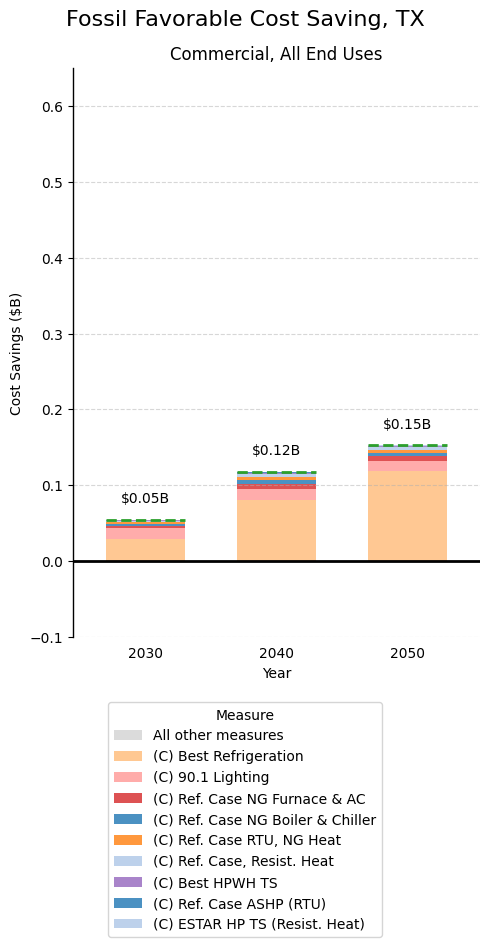 Fossil Favorable Cost Saving, TX
Commercial, All End Uses
0.6
0.5
0.4
0.3
0.2
0.1
0.0
−0.1
Cost Savings ($B)
$0.05B
$0.12B
$0.15B
2030
2040
2050
Year
Measure
All other measures
(C) Best Refrigeration
(C) 90.1 Lighting
(C) Ref. Case NG Furnace & AC
(C) Ref. Case NG Boiler & Chiller
(C) Ref. Case RTU, NG Heat
(C) Ref. Case, Resist. Heat
(C) Best HPWH TS
(C) Ref. Case ASHP (RTU)
(C) ESTAR HP TS (Resist. Heat)